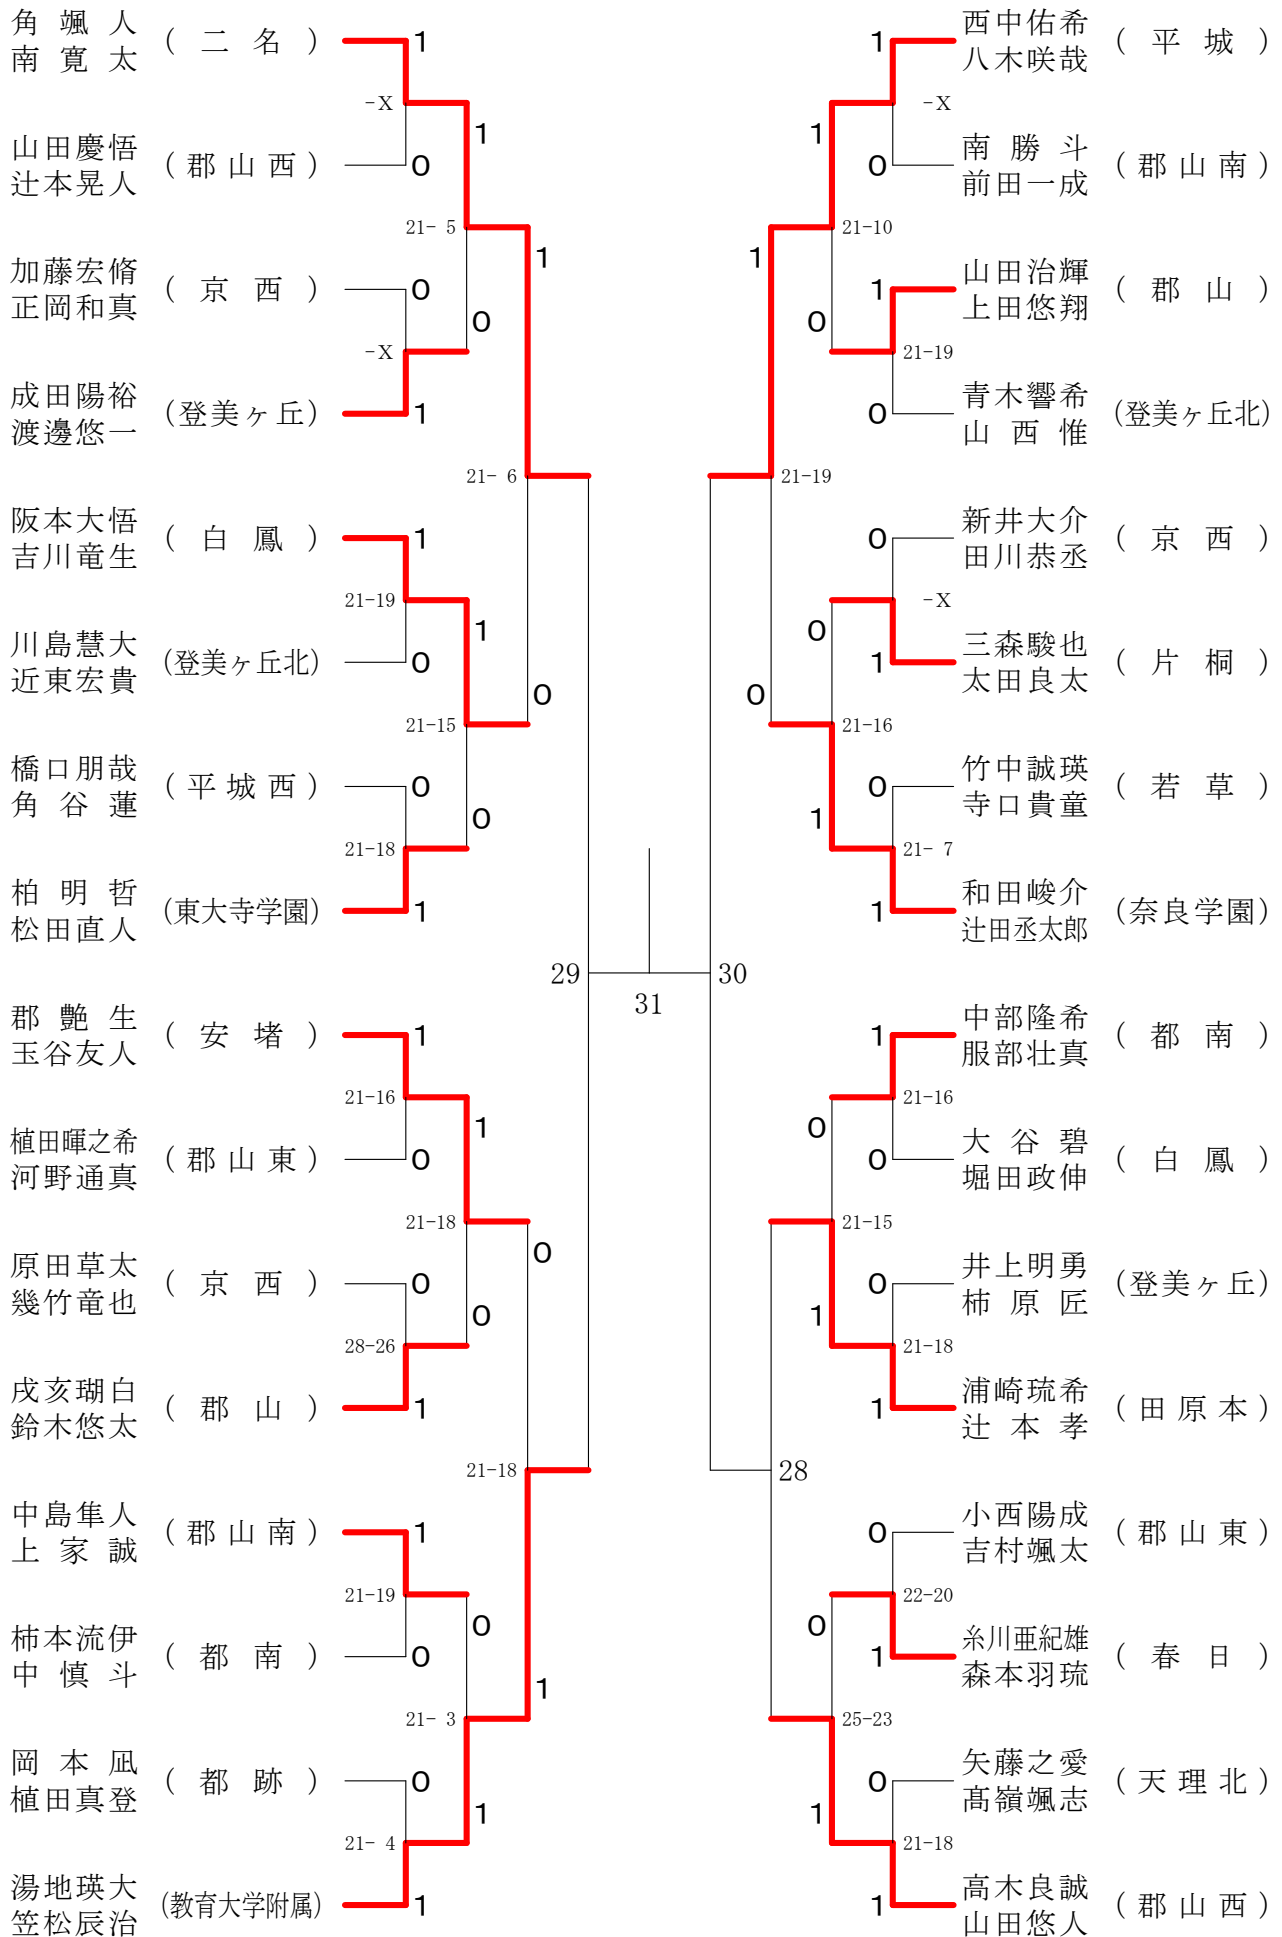 角 颯 人
南 寛 太
( 二 名 )
1
-X
山田慶悟
辻本晃人
( 郡 山 西 )
0
1
21- 5
加藤宏脩
正岡和真
( 京 西 )
0
-X
0
成田陽裕
渡邊悠一
(登美ヶ丘)
1
1
21- 6
阪本大悟
吉川竜生
( 白 鳳 )
1
21-19
川島慧大
近東宏貴
(登美ヶ丘北)
0
1
21-15
0
橋口朋哉
角 谷 蓮
( 平 城 西 )
0
21-18
0
柏 明 哲
松田直人
(東大寺学園)
1
29
郡 艶 生
玉谷友人
( 安 堵 )
1
21-16
植田暉之希
河野通真
( 郡 山 東 )
0
1
21-18
0
原田草太
幾竹竜也
( 京 西 )
0
28-26
0
戌亥瑚白
鈴木悠太
( 郡 山 )
1
21-18
中島隼人
上 家 誠
( 郡 山 南 )
1
21-19
柿本流伊
中 慎 斗
( 都 南 )
0
0
21- 3
1
岡 本 凪
植田真登
( 都 跡 )
0
21- 4
1
湯地瑛大
笠松辰治
(教育大学附属)
1
31
西中佑希
八木咲哉
( 平 城 )
1
-X
南 勝 斗
前田一成
( 郡 山 南 )
0
1
21-10
山田治輝
上田悠翔
( 郡 山 )
1
21-19
0
青木響希
山 西 惟
(登美ヶ丘北)
0
1
21-19
新井大介
田川恭丞
( 京 西 )
0
-X
三森駿也
太田良太
( 片 桐 )
1
0
21-16
0
竹中誠瑛
寺口貴童
( 若 草 )
0
21- 7
1
和田峻介
辻田丞太郎
(奈良学園)
1
30
中部隆希
服部壮真
( 都 南 )
1
21-16
大 谷 碧
堀田政伸
( 白 鳳 )
0
0
21-15
井上明勇
柿 原 匠
(登美ヶ丘)
0
21-18
1
浦崎琉希
辻 本 孝
( 田 原 本 )
1
28
小西陽成
吉村颯太
( 郡 山 東 )
0
22-20
糸川亜紀雄
森本羽琉
( 春 日 )
1
0
25-23
矢藤之愛
髙嶺颯志
( 天 理 北 )
0
21-18
1
高木良誠
山田悠人
( 郡 山 西 )
1